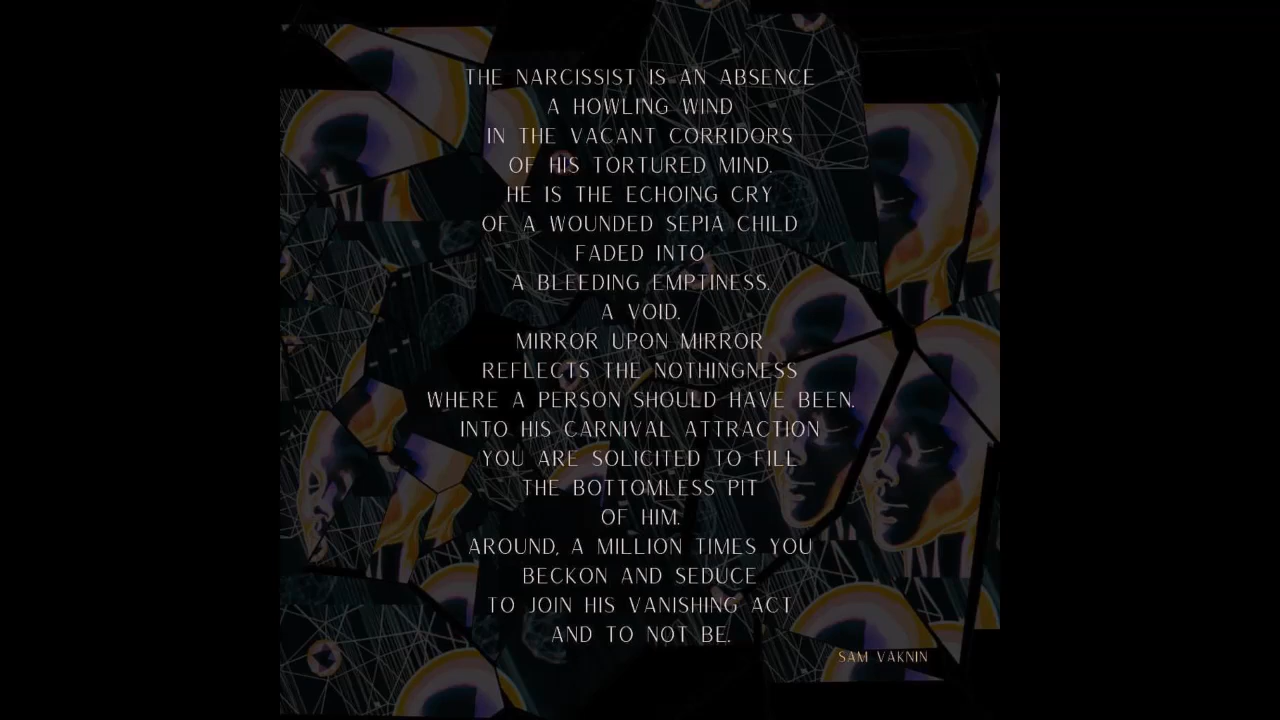 THE NARCISSIST IS AN ABSENCE
A HOWLING WIND
IN THE VACANT CORRIDORS
OF HIS TORTURED MIND.
HE IS THE ECHOING CRY
OF A WOUNDED SEPIA CHILD
FADED INTO
A BLEEDING EMPTINESS.
A VOID.
MIRROR UPON MIRROR
REFLECTS THE NOTHINGNESS
WHERE A PERSON SHOULD HAVE BEEN.
INTO HIS CARNIVAL ATTRACTION
YOU ARE SOLICITED TO FILL
THE BOTTOMLESS PIT
OF HIM.
AROUND, A MILLION TIMES YOU
BECKON AND SEDUCE
TO JOIN HIS VANISHING ACT
AND TO NOT BE.
SAM VAKNIN